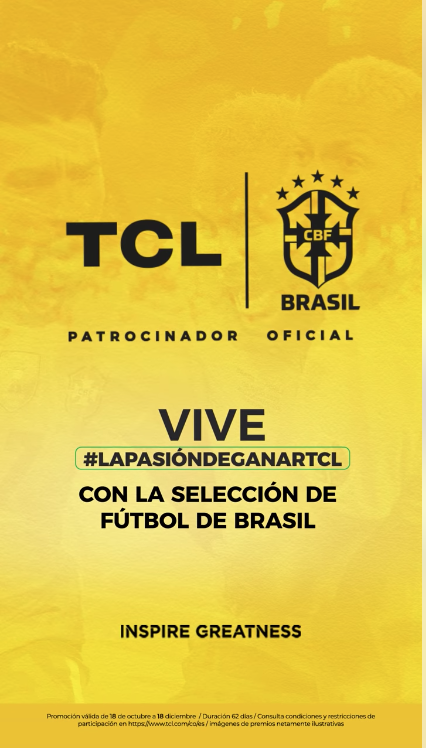 TCL
CBF
BRASIL
PATROCINADOR OFICIAL
VIVE
#LAPASIÓNDEGANARTCL
CON LA SELECCIÓN DE
FÚTBOL DE BRASIL
INSPIRE GREATNESS
Promoción válida de 18 de octubre a 18 diciembre / Duración 62 días / Consulta condiciones y restricciones de
participación en https://www.tcl.com/co/es / imágenes de premios netamente ilustrativas